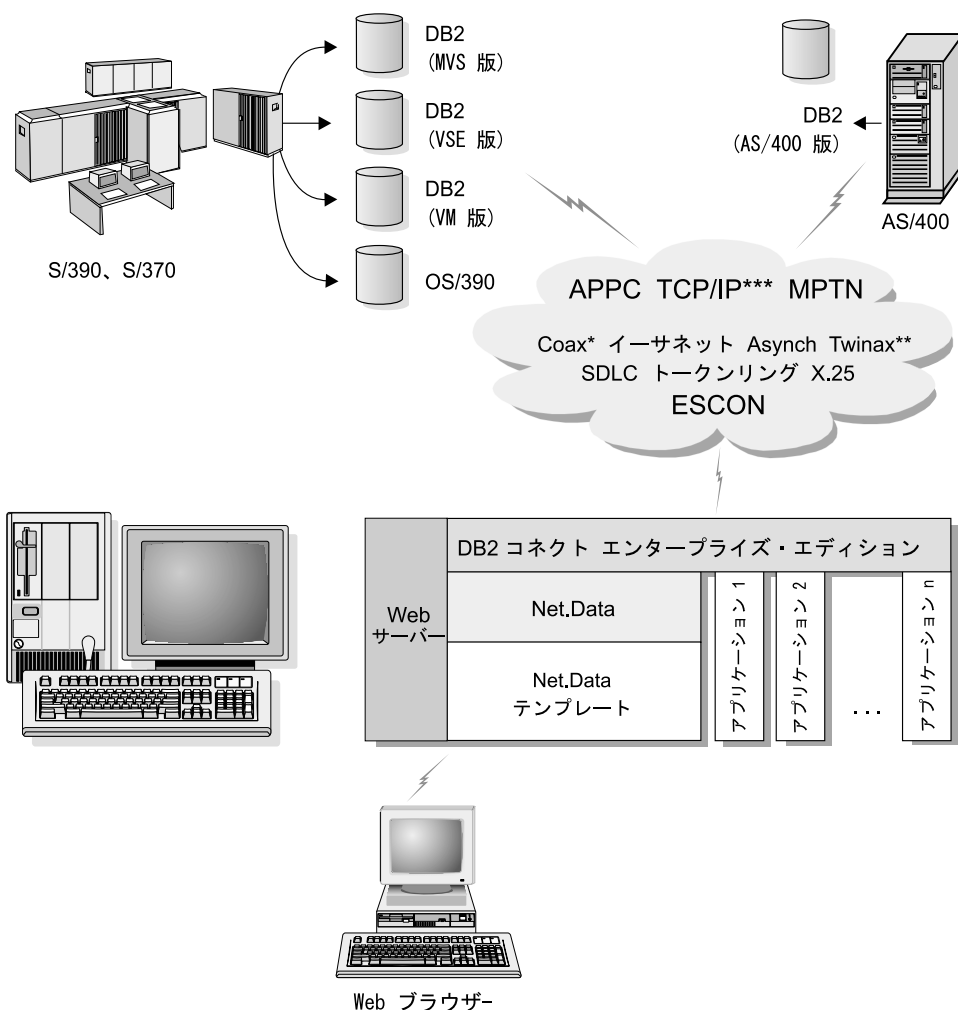 DB2
(MVS 版)
DB2
(VSE 版)
DB2
(VM 版)
OS/390
S/390、S/370
DB2
(AS/400 版)
AS/400
APPC TCP/IP*** MPTN
Coax* イーサネット Asynch Twinax**
SDLC トークンリング X.25
ESCON
DB2 コネクト エンタープライズ・エディション
Web
サーバー
Net.Data
Net.Data
テンプレート
アプリケーション 1
アプリケーション 2
...
アプリケーション n
Web ブラウザー